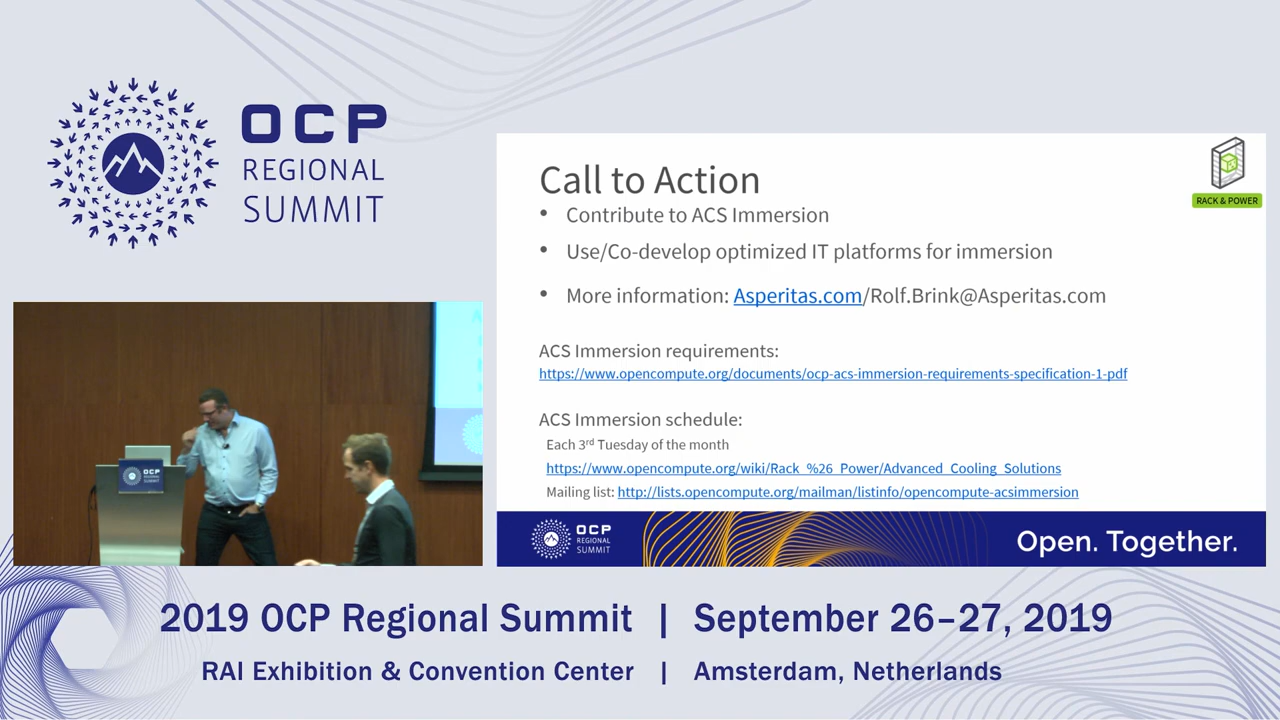 OCP
REGIONAL
SUMMIT
RACK & POWER
Call to Action
• Contribute to ACS Immersion
• Use/Co-develop optimized IT platforms for immersion
• More information: Asperitas.com/Rolf.Brink@Asperitas.com
ACS Immersion requirements:
https://www.opencompute.org/documents/ocp-acs-immersion-requirements-specification-1-pdf
ACS Immersion schedule:
Each 3rd Tuesday of the month
https://www.opencompute.org/wiki/Rack_%26_Power/Advanced_Cooling_Solutions
Mailing list: http://lists.opencompute.org/mailman/listinfo/opencompute-acsimmersion
OCP
REGIONAL
SUMMIT
Open. Together.
OCP
2019 OCP Regional Summit | September 26–27, 2019
RAI Exhibition & Convention Center | Amsterdam, Netherlands